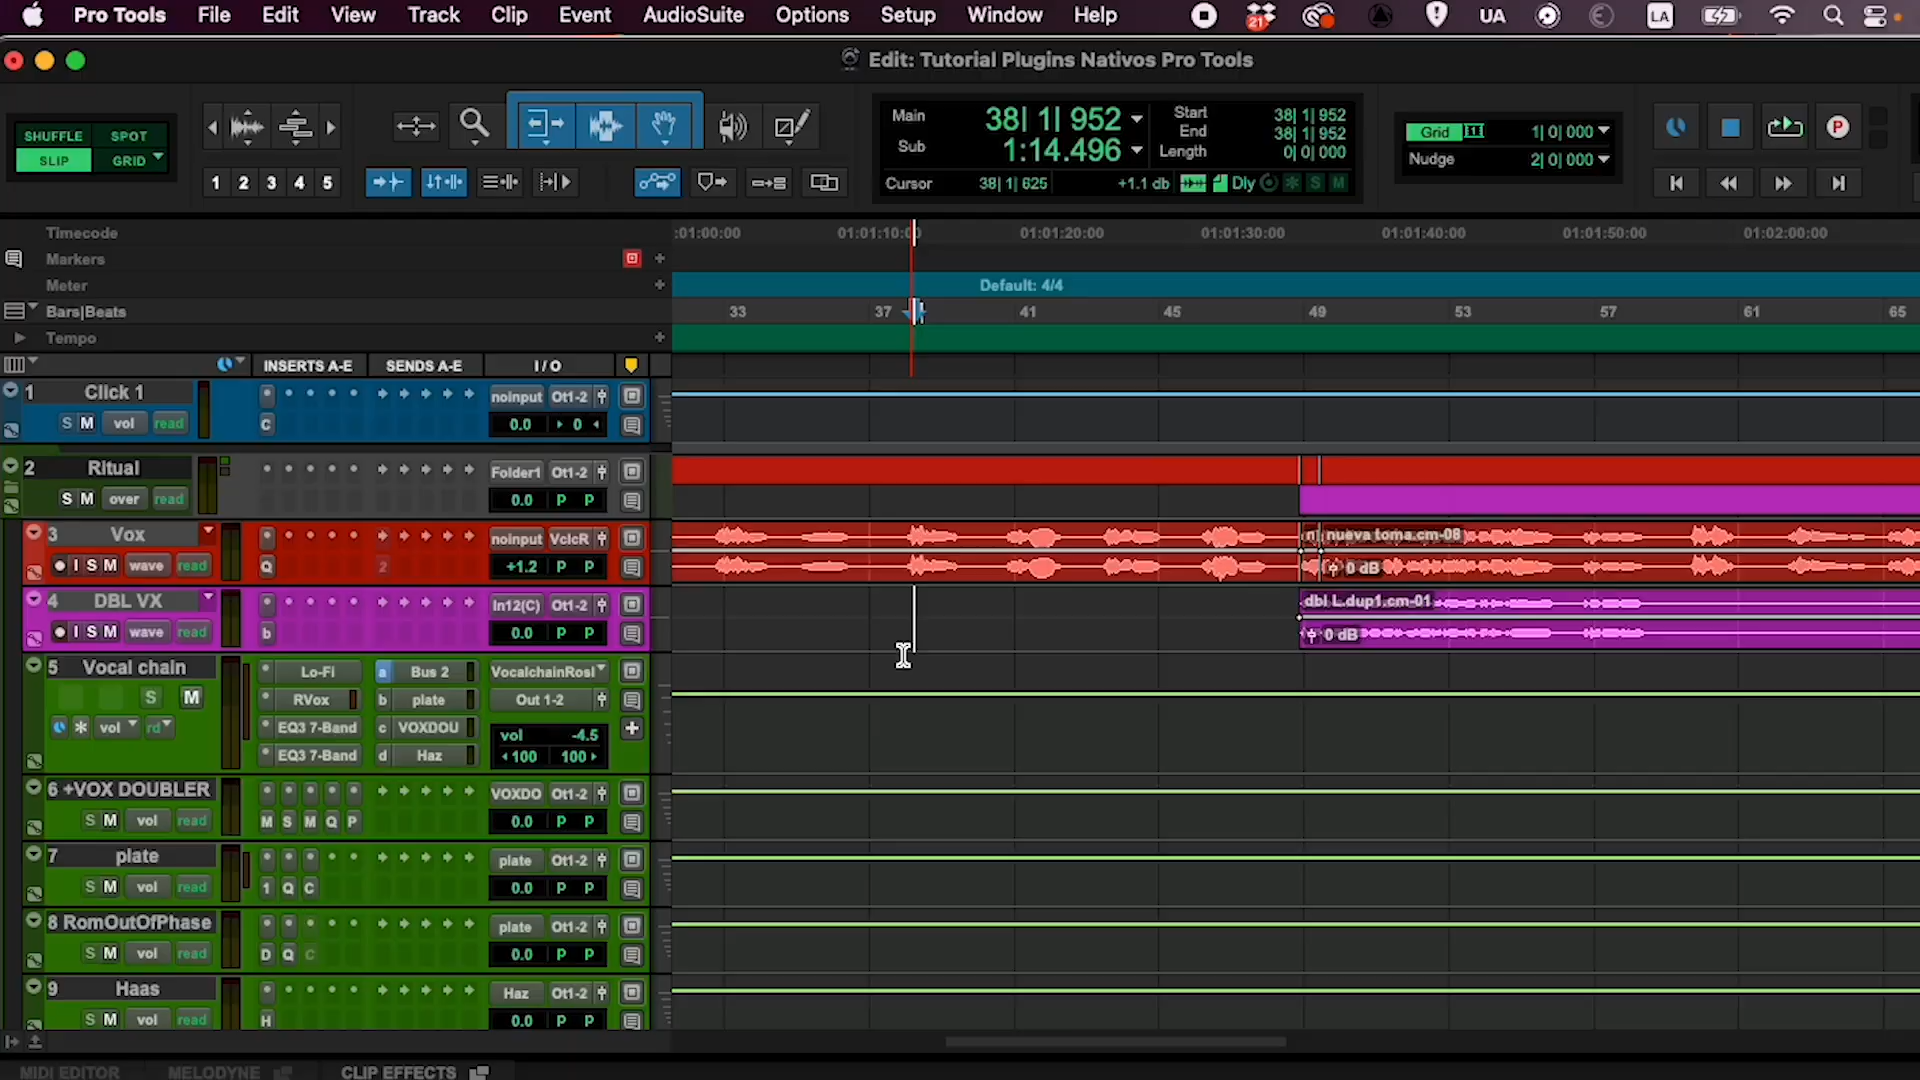 Pro Tools File Edit View Track Clip Event AudioSuite Options Setup Window Help 21 UA LA
Edit: Tutorial Plugins Nativos Pro Tools
SHUFFLE SPOT
SLIP GRID
1 2 3 4 5
Main 38| 1| 952
Sub 1:14.496
Start 38| 1| 952
End 38| 1| 952
Length 0| 0| 000
Cursor 38| 1| 625 +1.1 db Dly S M
Grid 1| 0| 000
Nudge 2| 0| 000
P
Timecode :01:00:00 01:01:10:00 01:01:20:00 01:01:30:00 01:01:40:00 01:01:50:00 01:02:00:00
Markers
Meter Default: 4/4
Bars|Beats 33 37 41 45 49 53 57 61 65
Tempo
INSERTS A-E SENDS A-E I/O
1 Click 1 noinput Ot1-2
S M vol read C 0.0 0
2 Ritual Folder1 Ot1-2
S M over read 0.0 P P
3 Vox noinput VclcR n nueva toma.cm-08
I S M wave read Q 2 +1.2 P P 0 dB
4 DBL VX In12(C) Ot1-2 dbl L.dup1.cm-01
I S M wave read b 0.0 P P 0 dB
5 Vocal chain Lo-Fi a Bus 2 VocalchainRosl
S M RVox b plate Out 1-2
vol rd EQ3 7-Band c VOXDOU vol -4.5
EQ3 7-Band d Haz 100 100
6 +VOX DOUBLER VOXDO Ot1-2
S M vol read M S M Q P 0.0 P P
7 plate plate Ot1-2
S M vol read 1 Q C 0.0 P P
8 RomOutOfPhase plate Ot1-2
S M vol read D Q C 0.0 P P
9 Haas Haz Ot1-2
S M vol read H 0.0 P P
MIDI EDITOR MELODYNE CLIP EFFECTS